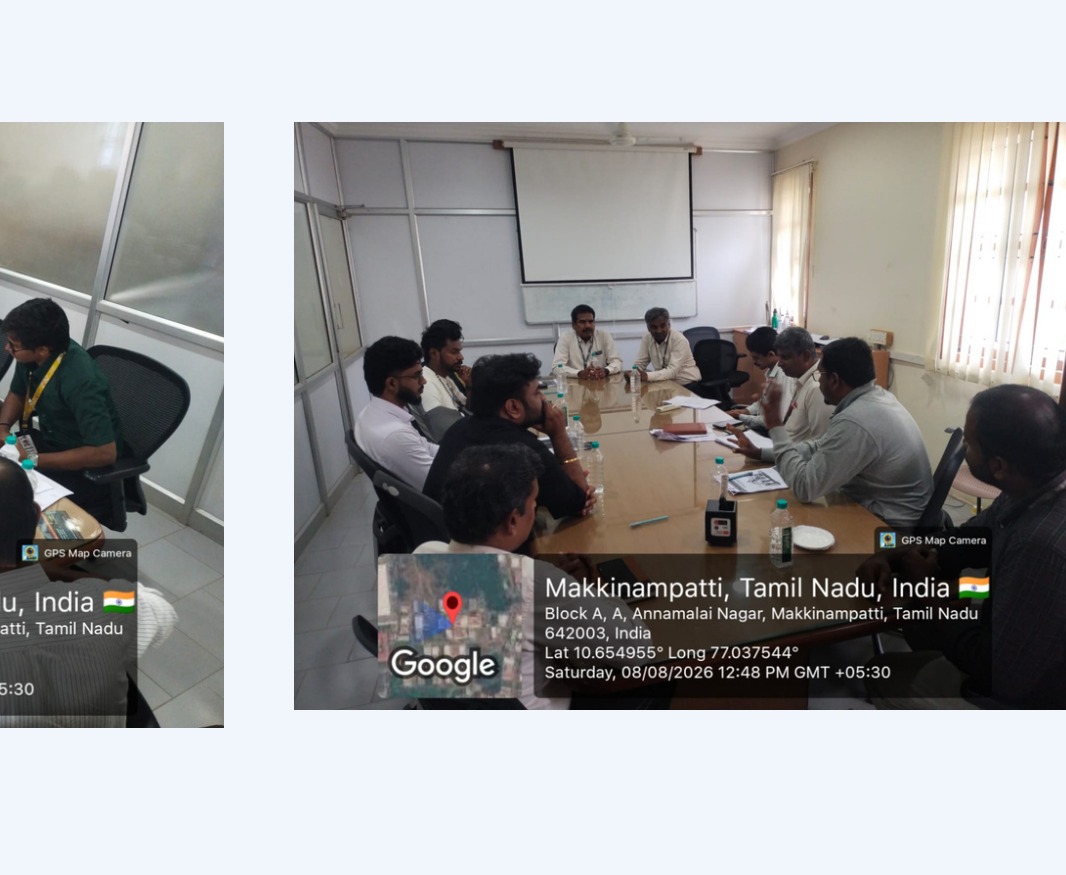 GPS Map Camera
u, India
atti, Tamil Nadu
5:30
GPS Map Camera
Makkinampatti, Tamil Nadu, India
Block A, A, Annamalai Nagar, Makkinampatti, Tamil Nadu
642003, India
Lat 10.654955° Long 77.037544°
Saturday, 08/08/2026 12:48 PM GMT +05:30
Google